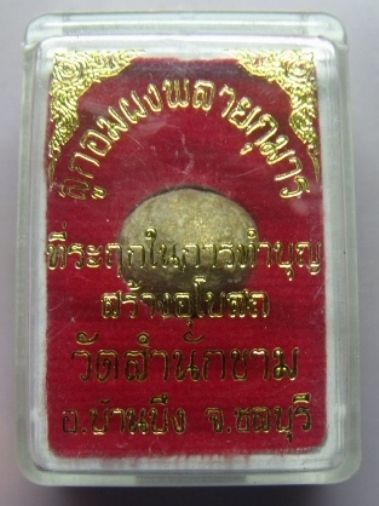 ลูกอมผงพลายกุมาร
ที่ระฤกในการทำบุญ
สร้างอุโบสถ
วัดสำนักขาม
อ.บ้านบึง จ.ชลบุรี